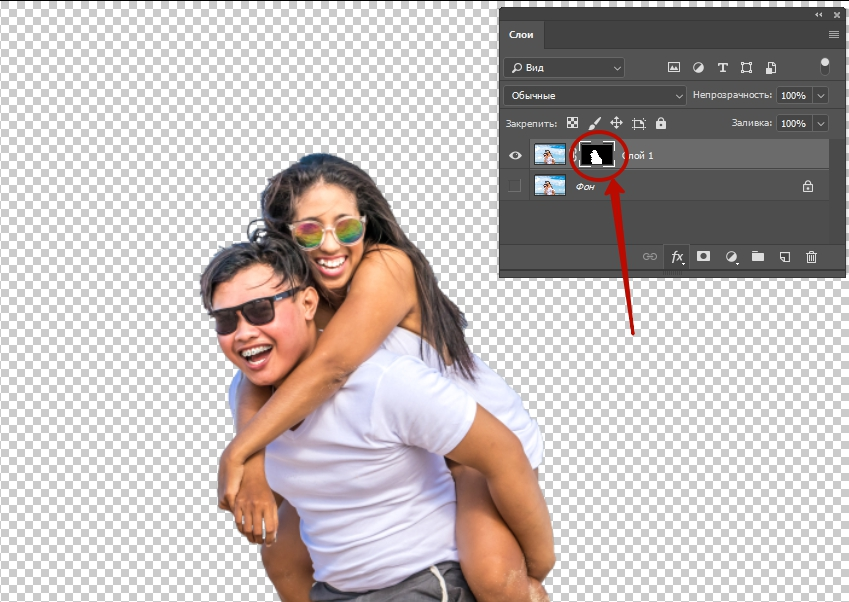 Слои
Вид
Обычные
Непрозрачность: 100%
Закрепить:
Заливка: 100%
Слой 1
Фон
fx